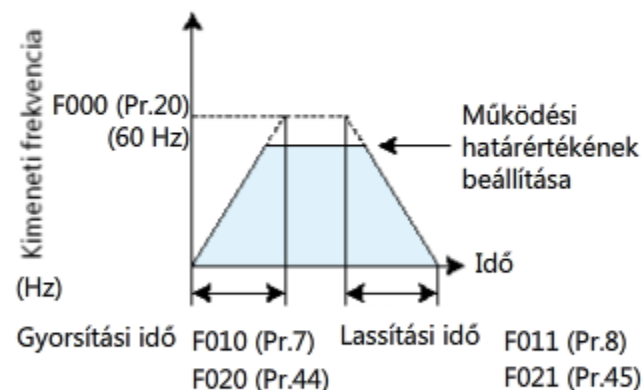 Kimeneti frekvencia
F000 (Pr.20)
(60 Hz)
Működési
határértékének
beállítása
Idő
(Hz)
Gyorsítási idő F010 (Pr.7) Lassítási idő F011 (Pr.8)
F020 (Pr.44) F021 (Pr.45)